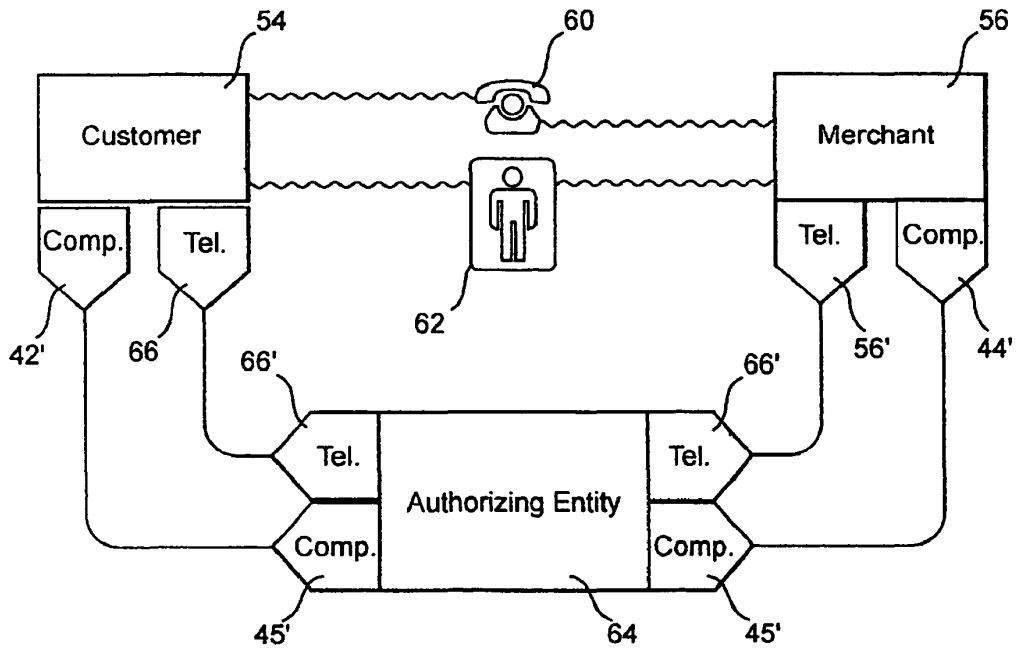 54
60
56
Customer
Merchant
Comp.
Tel.
Tel.
Comp.
42'
66
62
56'
44'
66'
66'
Tel.
Authorizing Entity
Tel.
Comp.
Comp.
45'
64
45'